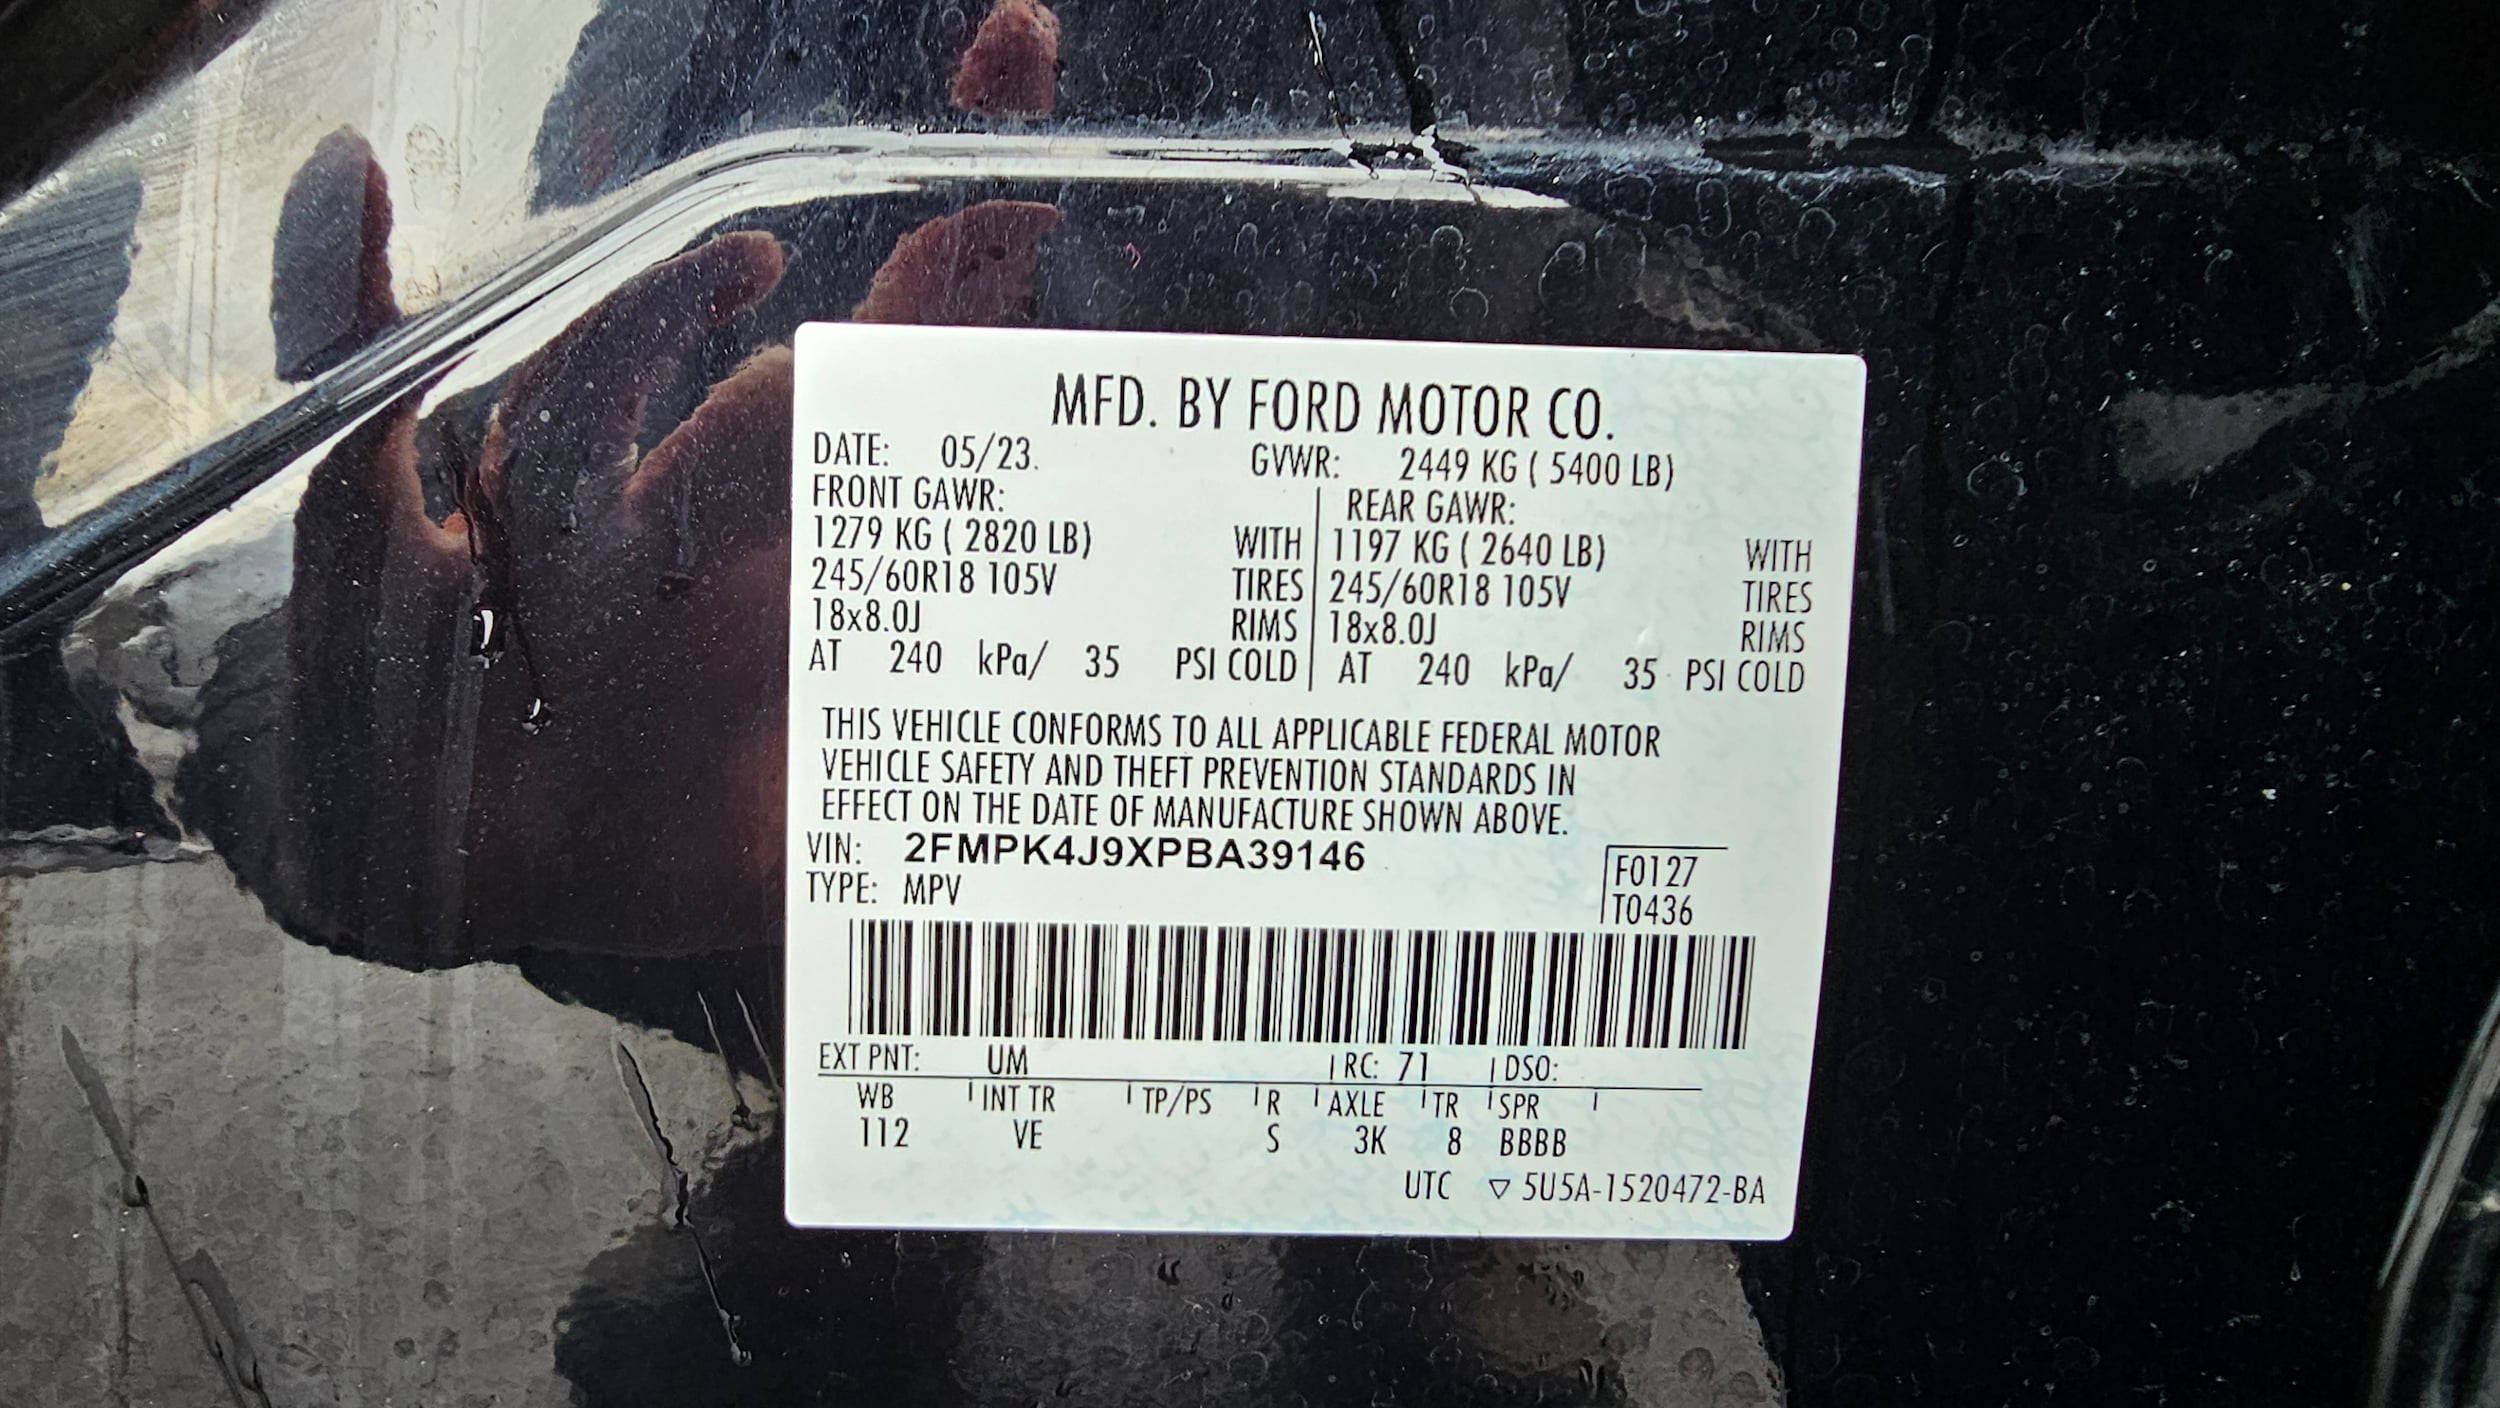 MFD. BY FORD MOTOR CO.
DATE: 05/23. GVWR: 2449 KG ( 5400 LB)
FRONT GAWR: REAR GAWR:
1279 KG ( 2820 LB) WITH 1197 KG ( 2640 LB) WITH
245/60R18 105V TIRES 245/60R18 105V TIRES
18x8.0J RIMS 18x8.0J RIMS
AT 240 kPa/ 35 PSI COLD AT 240 kPa/ 35 PSI COLD
THIS VEHICLE CONFORMS TO ALL APPLICABLE FEDERAL MOTOR
VEHICLE SAFETY AND THEFT PREVENTION STANDARDS IN
EFFECT ON THE DATE OF MANUFACTURE SHOWN ABOVE.
VIN: 2FMPK4J9XPBA39146
TYPE: MPV
F0127
T0436
EXT PNT: UM RC: 71 DSO:
WB INT TR TP/PS R AXLE TR SPR
112 VE S 3K 8 BBBB
UTC ▽ 5U5A-1520472-BA